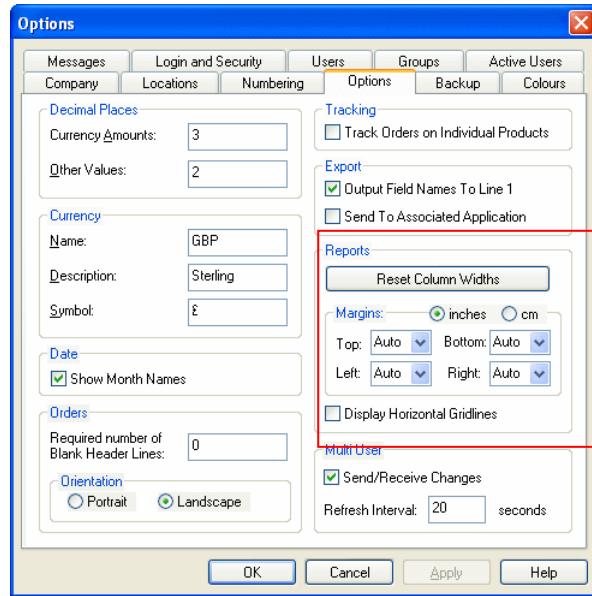 Options
Messages Login and Security Users Groups Active Users
Company Locations Numbering Options Backup Colours
Decimal Places
Currency Amounts: 3
Other Values: 2
Currency
Name: GBP
Description: Sterling
Symbol: £
Date
Show Month Names
Orders
Required number of
Blank Header Lines: 0
Orientation
Portrait Landscape
Tracking
Track Orders on Individual Products
Export
Output Field Names To Line 1
Send To Associated Application
Reports
Reset Column Widths
Margins: inches cm
Top: Auto Bottom: Auto
Left: Auto Right: Auto
Display Horizontal Gridlines
Multi User
Send/Receive Changes
Refresh Interval: 20 seconds
OK Cancel Apply Help